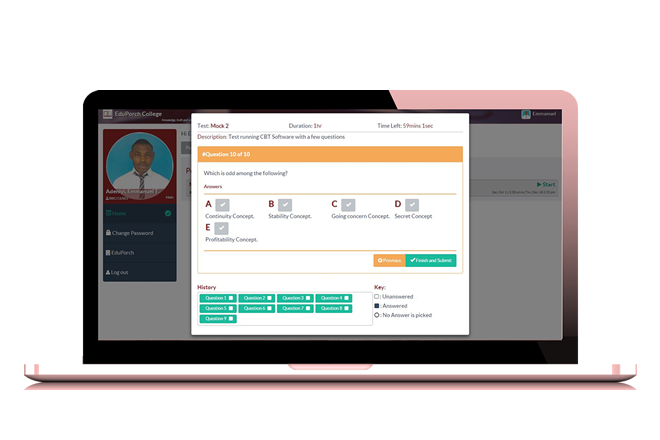 EduPorch College
Emmanuel
Test: Mock 2
Duration: 1hr
Time Left: 59mins 1sec
Description: Test running CBT Software with a few questions
#Question 10 of 10
Which is odd among the following?
Answers
A
B
C
D
Continuity Concept.
Stability Concept.
Going concern Concept.
Secret Concept
E
Profitability Concept.
Previous
Finish and Submit
History
Question 1
Question 2
Question 3
Question 4
Question 5
Question 6
Question 7
Question 8
Question 9
Key:
: Unanswered
: Answered
: No Answer is picked
Home
Change Password
EduPorch
Log out
Start